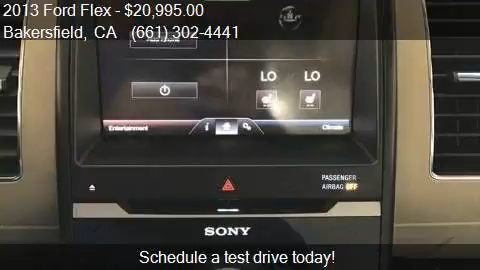 2013 Ford Flex - $20,995.00
Bakersfield, CA (661) 302-4441
LO LO
Entertainment
i
Climate
PASSENGER
AIRBAG OFF
SONY
Schedule a test drive today!